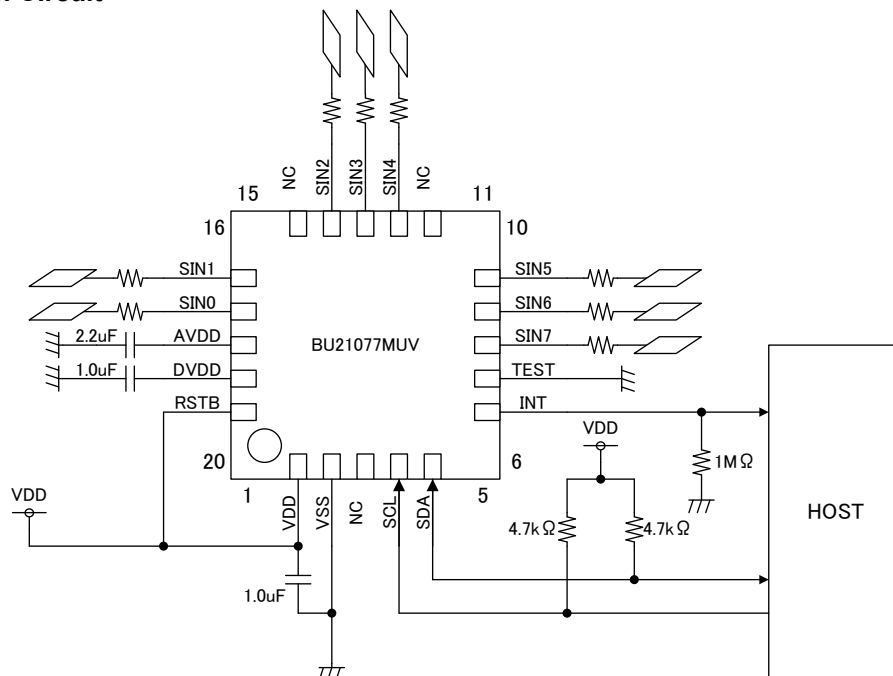 NC
SIN2
SIN3
SIN4
NC
15
11
16
10
SIN1
SIN5
SIN0
SIN6
2.2uF
AVDD
BU21077MUV
SIN7
1.0uF
DVDD
TEST
RSTB
INT
20
6
VDD
1MΩ
1
5
VDD
VDD
VSS
NC
SCL
SDA
4.7kΩ
4.7kΩ
HOST
1.0uF